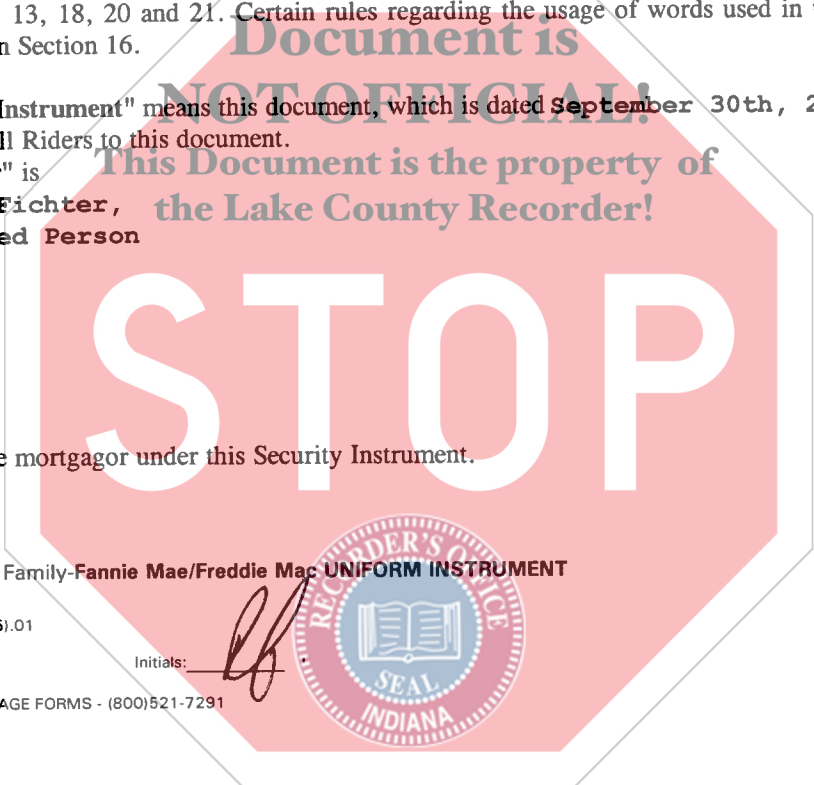 13, 18, 20 and 21. Certain rules regarding the usage of words used in
n Section 16.
Document is
NOT OFFICIAL!
Instrument" means this document, which is dated September 30th, 2
ll Riders to this document.
" is
This Document is the property of
Fichter,
the Lake County Recorder!
ed Person
STOP
e mortgagor under this Security Instrument.
Family-Fannie Mae/Freddie Mac UNIFORM INSTRUMENT
).01
Initials:
RECORDER'S OFFICE
SEAL
INDIANA
AGE FORMS - (800)521-7291